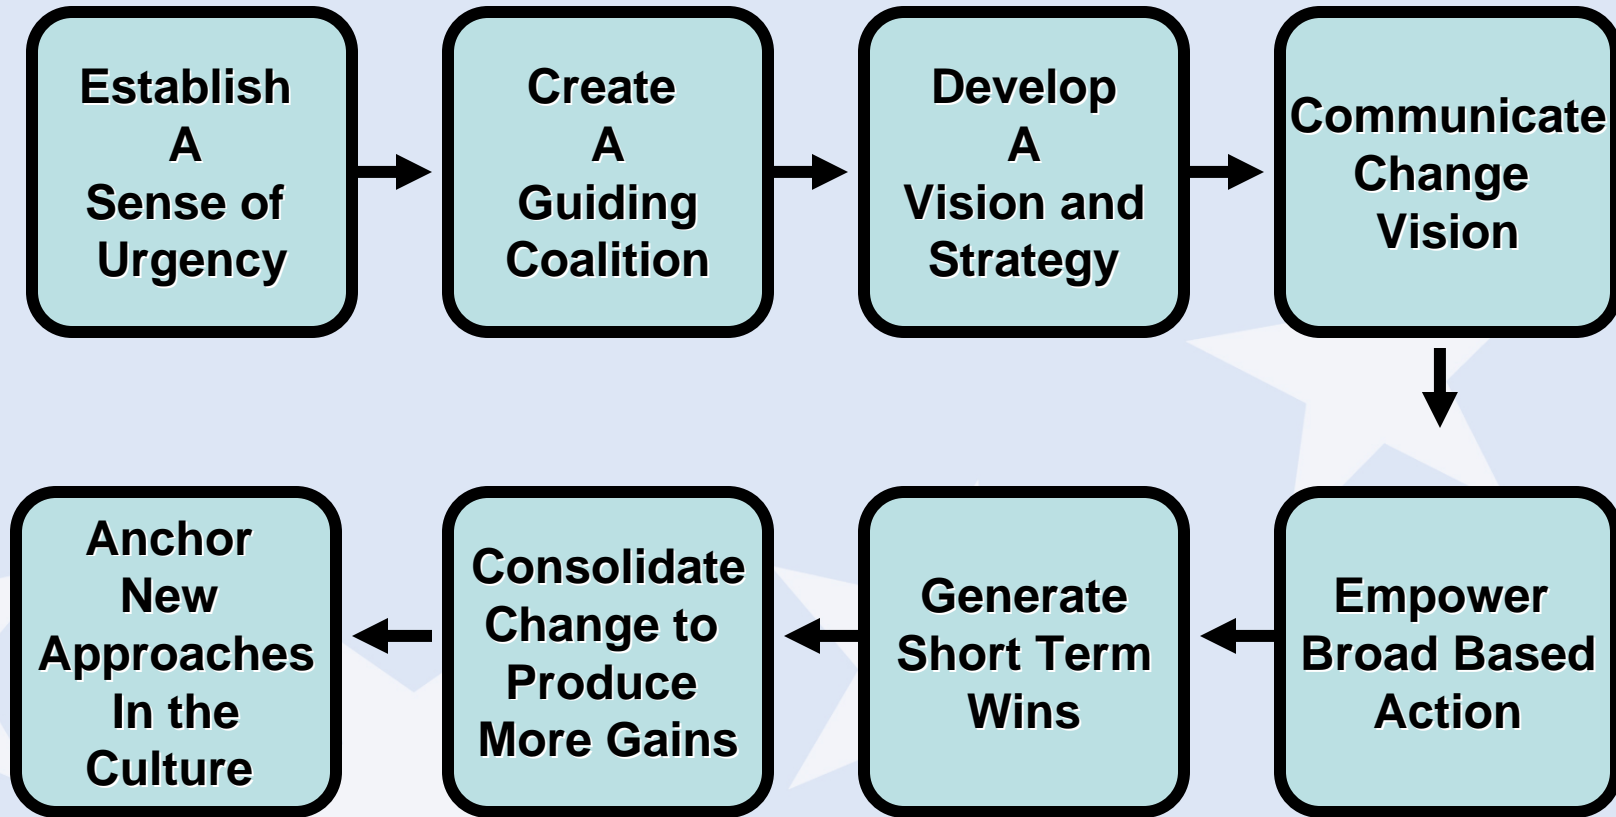 Establish
A
Sense of
Urgency
Create
A
Guiding
Coalition
Develop
A
Vision and
Strategy
Communicate
Change
Vision
Empower
Broad Based
Action
Generate
Short Term
Wins
Consolidate
Change to
Produce
More Gains
Anchor
New
Approaches
In the
Culture